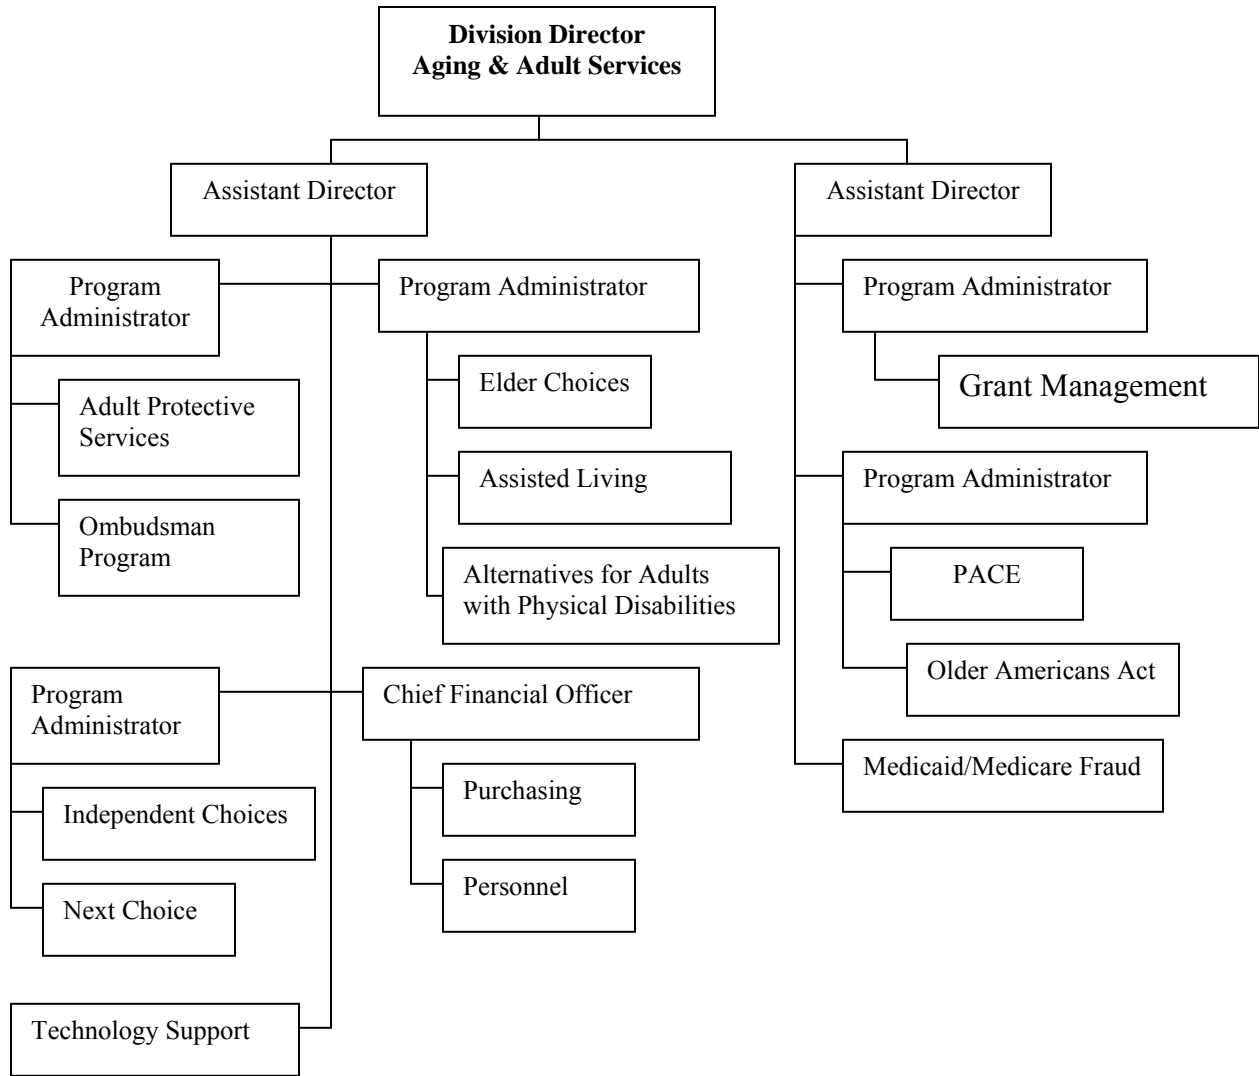 Division Director
Aging & Adult Services
Assistant Director
Assistant Director
Program
Administrator
Program Administrator
Program Administrator
Elder Choices
Grant Management
Adult Protective
Services
Assisted Living
Program Administrator
Ombudsman
Program
Alternatives for Adults
with Physical Disabilities
PACE
Older Americans Act
Program
Administrator
Chief Financial Officer
Medicaid/Medicare Fraud
Independent Choices
Purchasing
Next Choice
Personnel
Technology Support